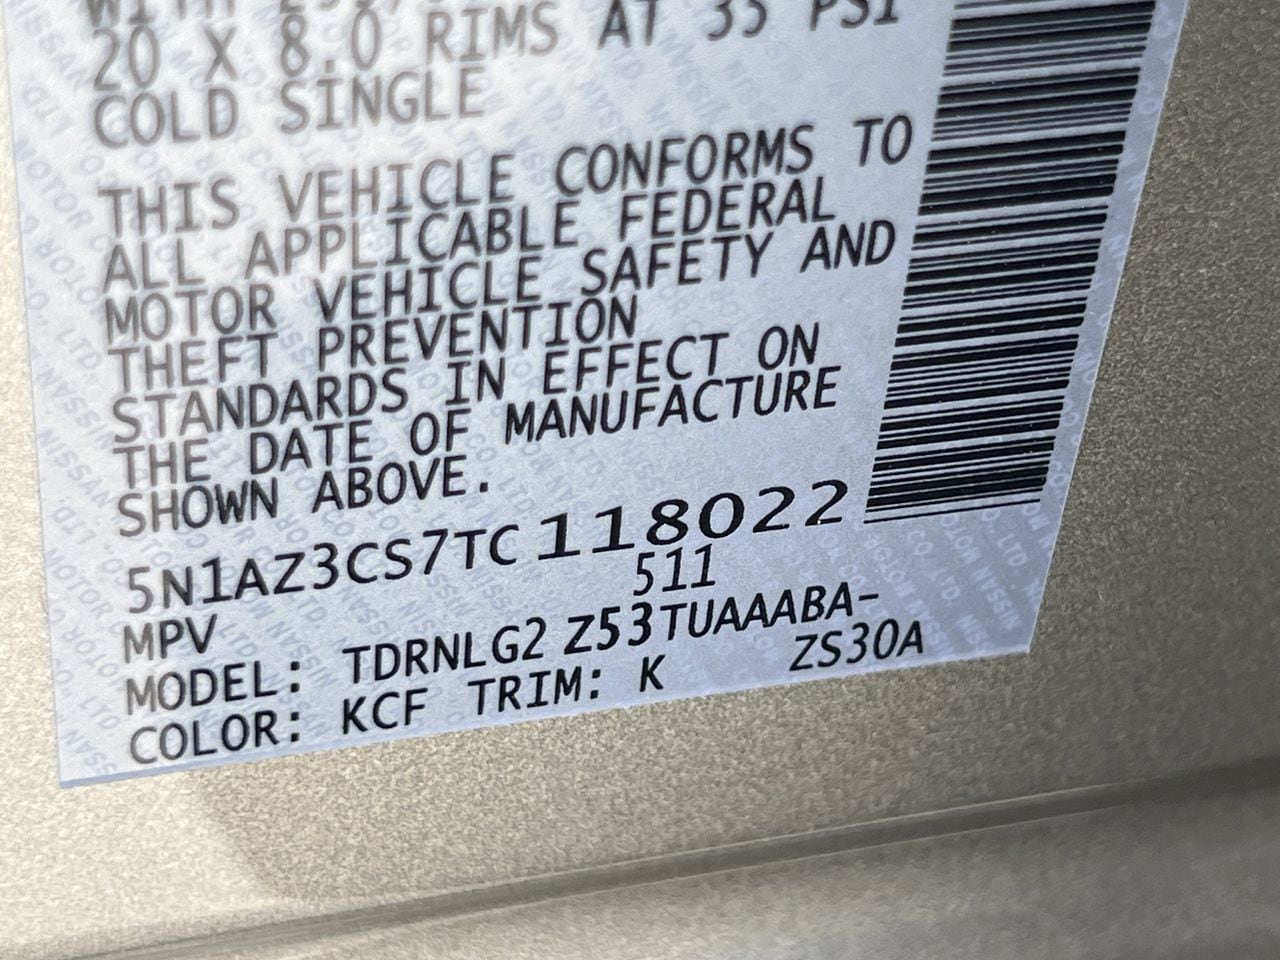 20 X 8.0 RIMS AT 35 PSI
COLD SINGLE
THIS VEHICLE CONFORMS TO
ALL APPLICABLE FEDERAL
MOTOR VEHICLE SAFETY AND
THEFT PREVENTION
STANDARDS IN EFFECT ON
THE DATE OF MANUFACTURE
SHOWN ABOVE.
5N1AZ3CS7TC118022
MPV 511
MODEL: TDRNLG2 Z53TUAAABA-
COLOR: KCF TRIM: K ZS30A